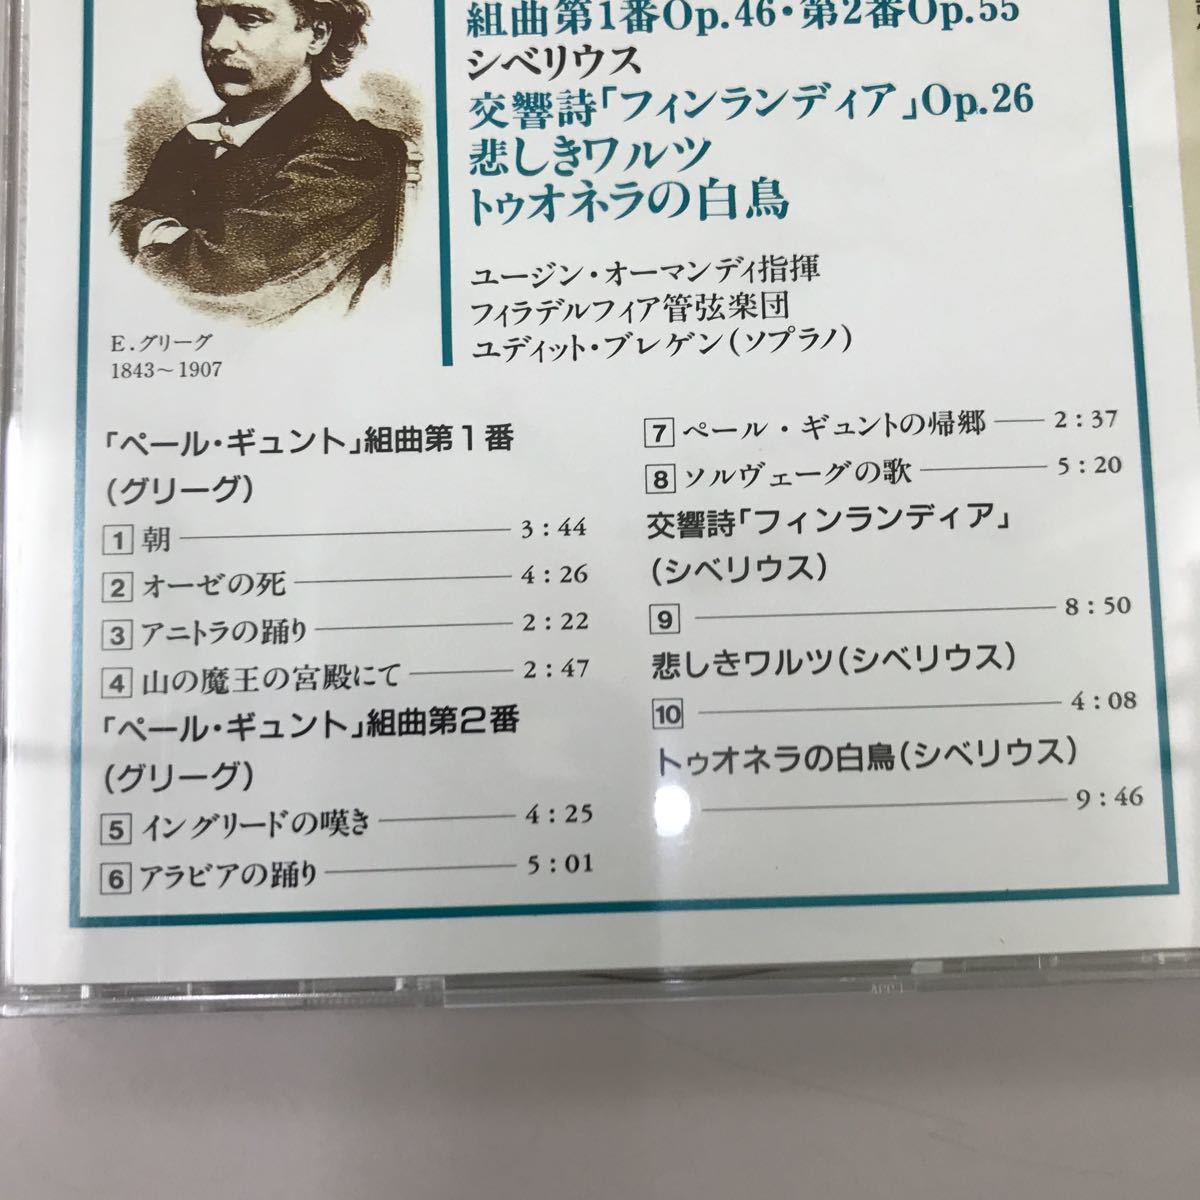 組曲第1番Op.46・第2番Op.55
シベリウス
交響詩「フィンランディア」Op.26
悲しきワルツ
トゥオネラの白鳥
ユージン・オーマンディ指揮
フィラデルフィア管弦楽団
ユディット・ブレゲン(ソプラノ)
E.グリーグ
1843〜1907
「ペール・ギュント」組曲第1番
(グリーグ)
1 朝 3:44
2 オーゼの死 4:26
3 アニトラの踊り 2:22
4 山の魔王の宮殿にて 2:47
「ペール・ギュント」組曲第2番
(グリーグ)
5 イングリードの嘆き 4:25
6 アラビアの踊り 5:01
7 ペール・ギュントの帰郷 2:37
8 ソルヴェーグの歌 5:20
交響詩「フィンランディア」
(シベリウス)
9 8:50
悲しきワルツ(シベリウス)
10 4:08
トゥオネラの白鳥(シベリウス)
9:46